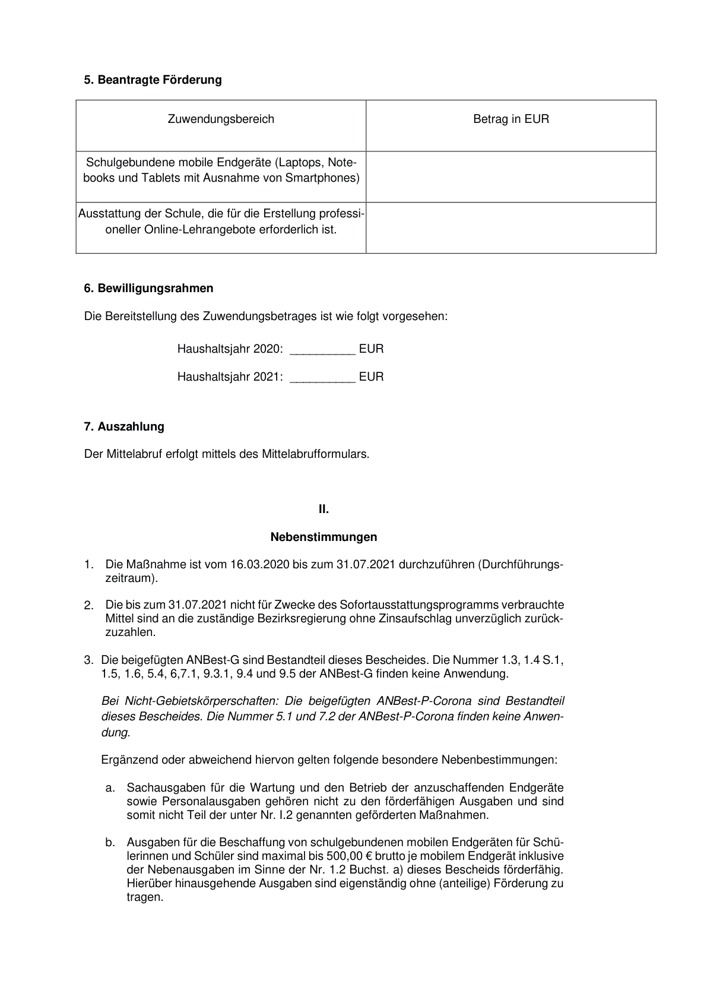 5. Beantragte Förderung
Zuwendungsbereich
Betrag in EUR
Schulgebundene mobile Endgeräte (Laptops, Note-
books und Tablets mit Ausnahme von Smartphones)
Ausstattung der Schule, die für die Erstellung professi-
oneller Online-Lehrangebote erforderlich ist.
6. Bewilligungsrahmen
Die Bereitstellung des Zuwendungsbetrages ist wie folgt vorgesehen:
Haushaltsjahr 2020: __________ EUR
Haushaltsjahr 2021: __________ EUR
7. Auszahlung
Der Mittelabruf erfolgt mittels des Mittelabrufformulars.
II.
Nebenstimmungen
1. Die Maßnahme ist vom 16.03.2020 bis zum 31.07.2021 durchzuführen (Durchführungs-
zeitraum).
2. Die bis zum 31.07.2021 nicht für Zwecke des Sofortausstattungsprogramms verbrauchte
Mittel sind an die zuständige Bezirksregierung ohne Zinsaufschlag unverzüglich zurück-
zuzahlen.
3. Die beigefügten ANBest-G sind Bestandteil dieses Bescheides. Die Nummer 1.3, 1.4 S.1,
1.5, 1.6, 5.4, 6,7.1, 9.3.1, 9.4 und 9.5 der ANBest-G finden keine Anwendung.
Bei Nicht-Gebietskörperschaften: Die beigefügten ANBest-P-Corona sind Bestandteil
dieses Bescheides. Die Nummer 5.1 und 7.2 der ANBest-P-Corona finden keine Anwen-
dung.
Ergänzend oder abweichend hiervon gelten folgende besondere Nebenbestimmungen:
a. Sachausgaben für die Wartung und den Betrieb der anzuschaffenden Endgeräte
sowie Personalausgaben gehören nicht zu den förderfähigen Ausgaben und sind
somit nicht Teil der unter Nr. I.2 genannten geförderten Maßnahmen.
b. Ausgaben für die Beschaffung von schulgebundenen mobilen Endgeräten für Schü-
lerinnen und Schüler sind maximal bis 500,00 € brutto je mobilem Endgerät inklusive
der Nebenausgaben im Sinne der Nr. 1.2 Buchst. a) dieses Bescheids förderfähig.
Hierüber hinausgehende Ausgaben sind eigenständig ohne (anteilige) Förderung zu
tragen.